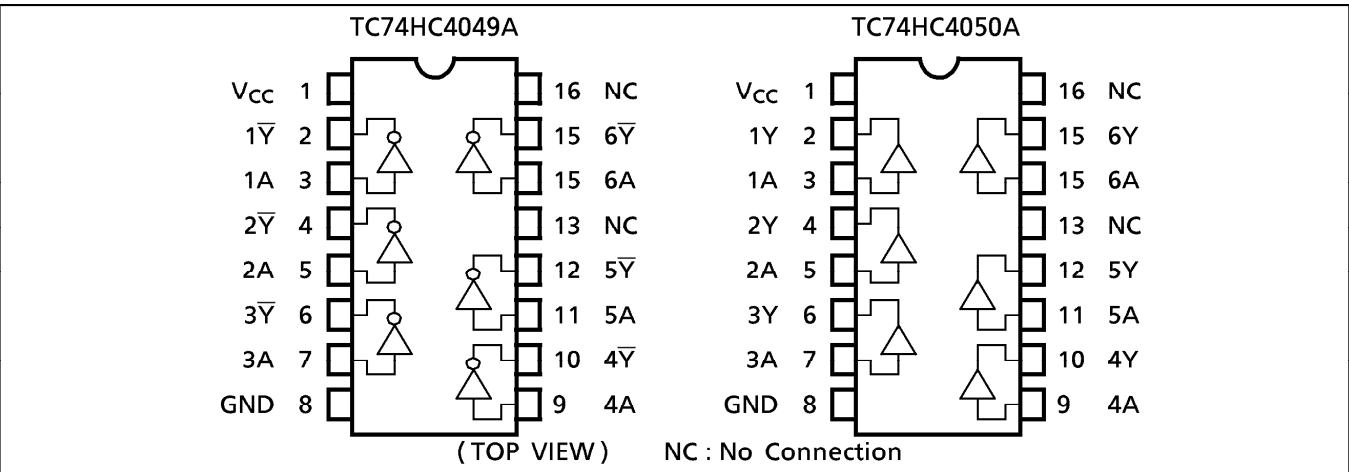 TC74HC4049A TC74HC4050A
VCC 1 16 NC VCC 1 16 NC
1Y̅ 2 15 6Y̅ 1Y 2 15 6Y
1A 3 15 6A 1A 3 15 6A
2Y̅ 4 13 NC 2Y 4 13 NC
2A 5 12 5Y̅ 2A 5 12 5Y
3Y̅ 6 11 5A 3Y 6 11 5A
3A 7 10 4Y̅ 3A 7 10 4Y
GND 8 9 4A GND 8 9 4A
(TOP VIEW) NC : No Connection